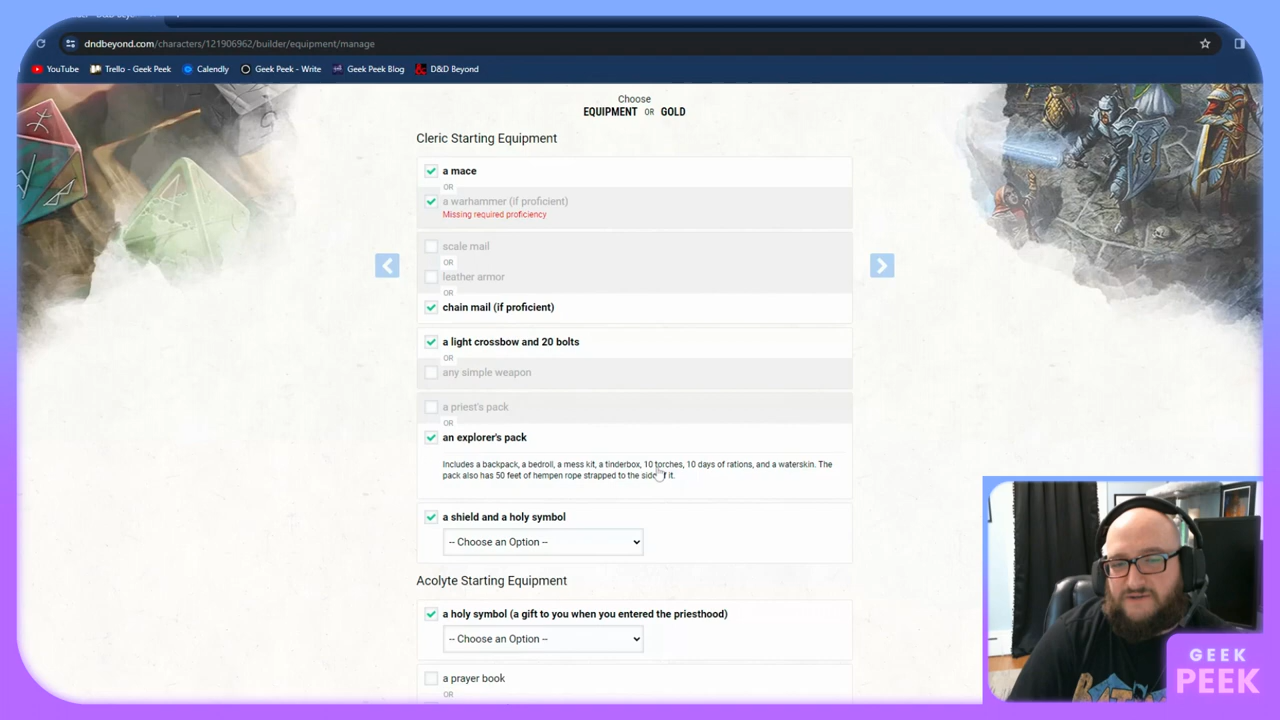 dndbeyond.com/characters/121906962/builder/equipment/manage
YouTube
Trello - Geek Peek
Calendly
Geek Peek - Write
Geek Peek Blog
D&D Beyond
Choose
EQUIPMENT OR GOLD
Cleric Starting Equipment
a mace
OR
a warhammer (if proficient)
Missing required proficiency
scale mail
OR
leather armor
OR
chain mail (if proficient)
a light crossbow and 20 bolts
OR
any simple weapon
a priest's pack
OR
an explorer's pack
Includes a backpack, a bedroll, a mess kit, a tinderbox, 10 torches, 10 days of rations, and a waterskin. The
pack also has 50 feet of hempen rope strapped to the side of it.
a shield and a holy symbol
-- Choose an Option --
Acolyte Starting Equipment
a holy symbol (a gift to you when you entered the priesthood)
-- Choose an Option --
a prayer book
OR
GEEK
PEEK